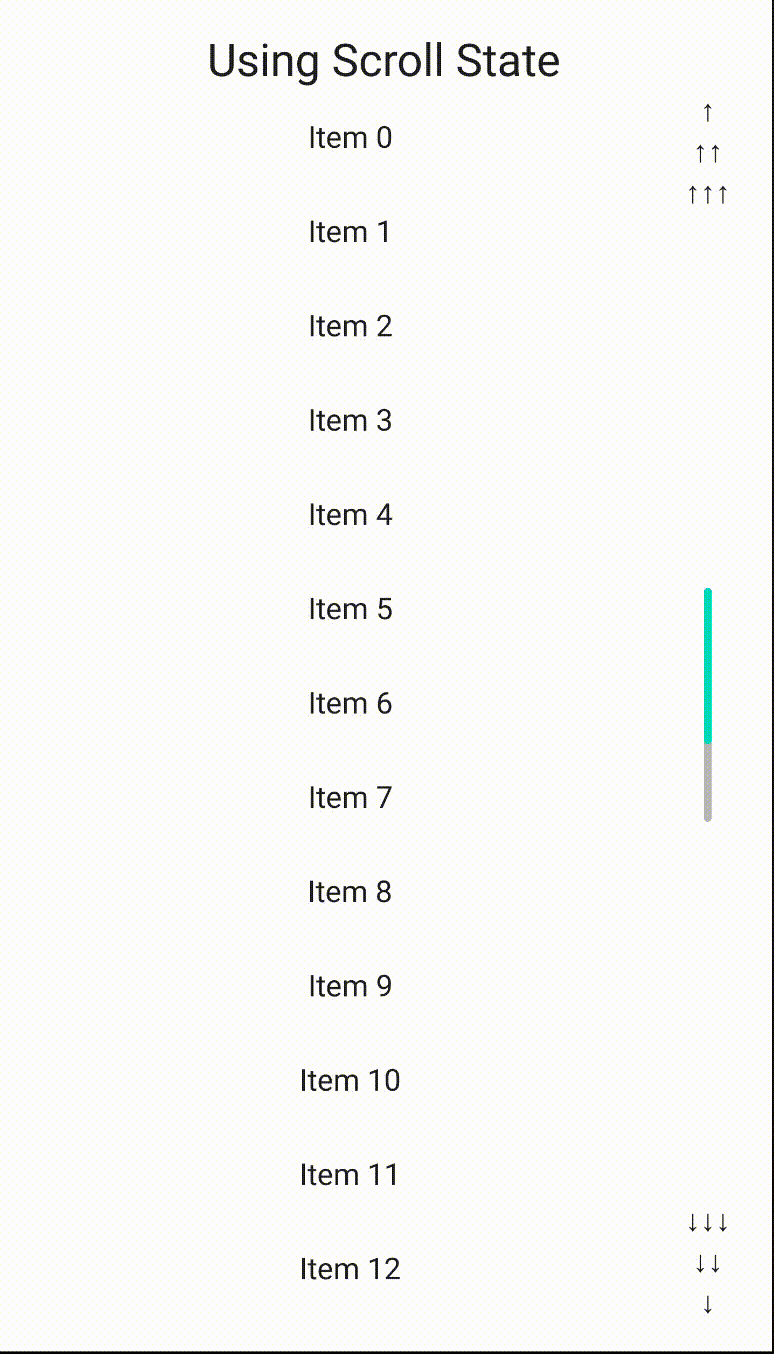 Using Scroll State
↑
Item 0
↑↑
↑↑↑
Item 1
Item 2
Item 3
Item 4
Item 5
Item 6
Item 7
Item 8
Item 9
Item 10
Item 11
↓↓↓
Item 12
↓↓
↓